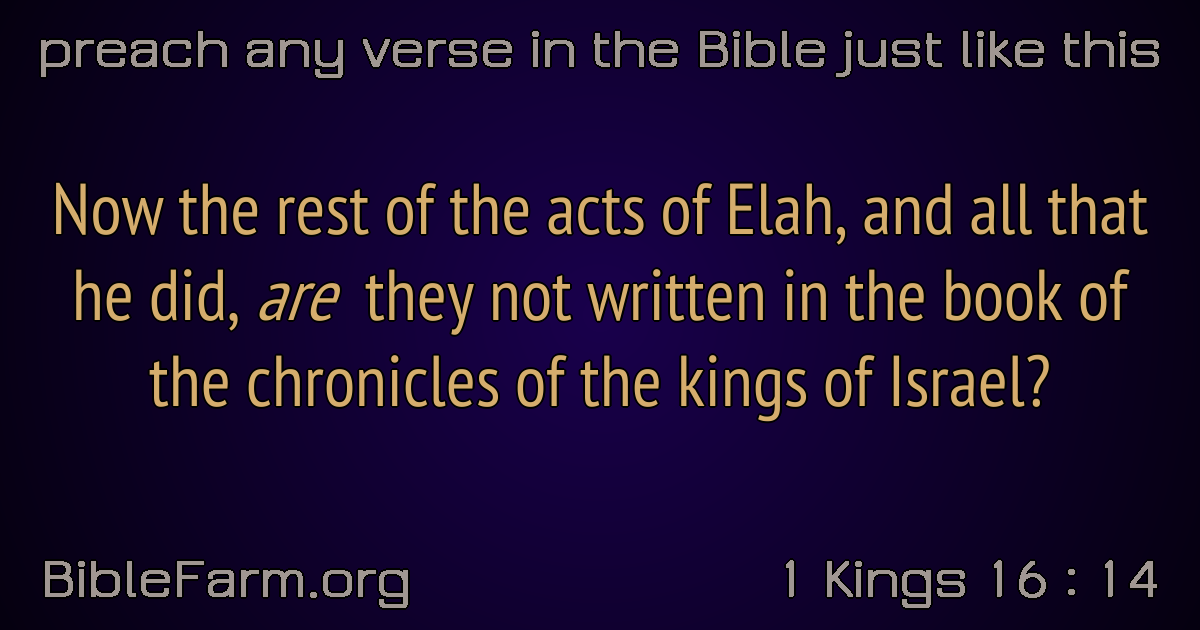 preach any verse in the Bible just like this
Now the rest of the acts of Elah, and all that
he did, are they not written in the book of
the chronicles of the kings of Israel?
BibleFarm.org
1 Kings 16 : 14